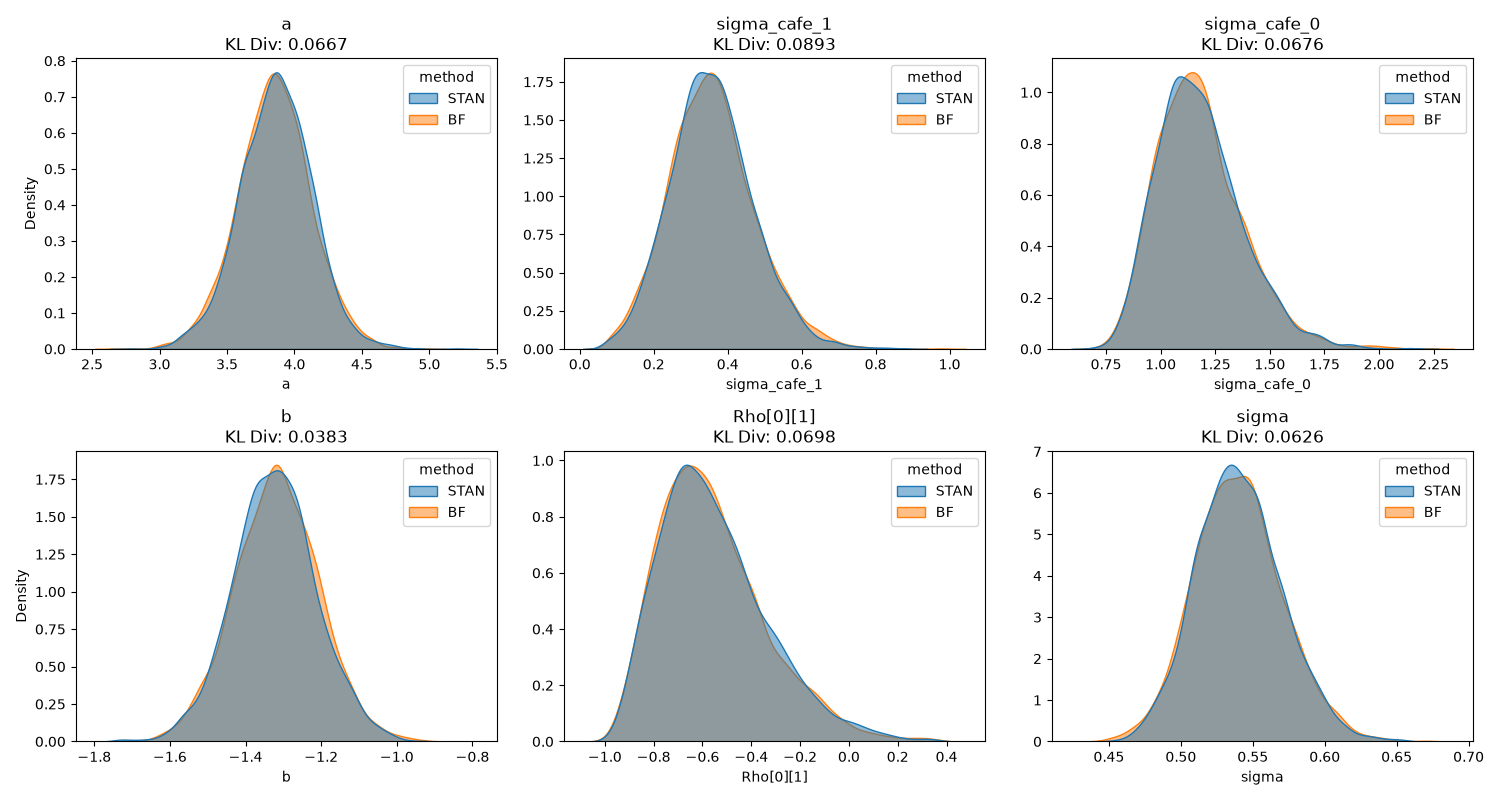 a
KL Div: 0.0667
method
STAN
BF
Density
0.8
0.7
0.6
0.5
0.4
0.3
0.2
0.1
0.0
2.5 3.0 3.5 4.0 4.5 5.0 5.5
a
sigma_cafe_1
KL Div: 0.0893
method
STAN
BF
1.75
1.50
1.25
1.00
0.75
0.50
0.25
0.00
0.0 0.2 0.4 0.6 0.8 1.0
sigma_cafe_1
sigma_cafe_0
KL Div: 0.0676
method
STAN
BF
1.0
0.8
0.6
0.4
0.2
0.0
0.75 1.00 1.25 1.50 1.75 2.00 2.25
sigma_cafe_0
b
KL Div: 0.0383
method
STAN
BF
Density
1.75
1.50
1.25
1.00
0.75
0.50
0.25
0.00
−1.8 −1.6 −1.4 −1.2 −1.0 −0.8
b
Rho[0][1]
KL Div: 0.0698
method
STAN
BF
1.0
0.8
0.6
0.4
0.2
0.0
−1.0 −0.8 −0.6 −0.4 −0.2 0.0 0.2 0.4
Rho[0][1]
sigma
KL Div: 0.0626
method
STAN
BF
7
6
5
4
3
2
1
0
0.45 0.50 0.55 0.60 0.65 0.70
sigma